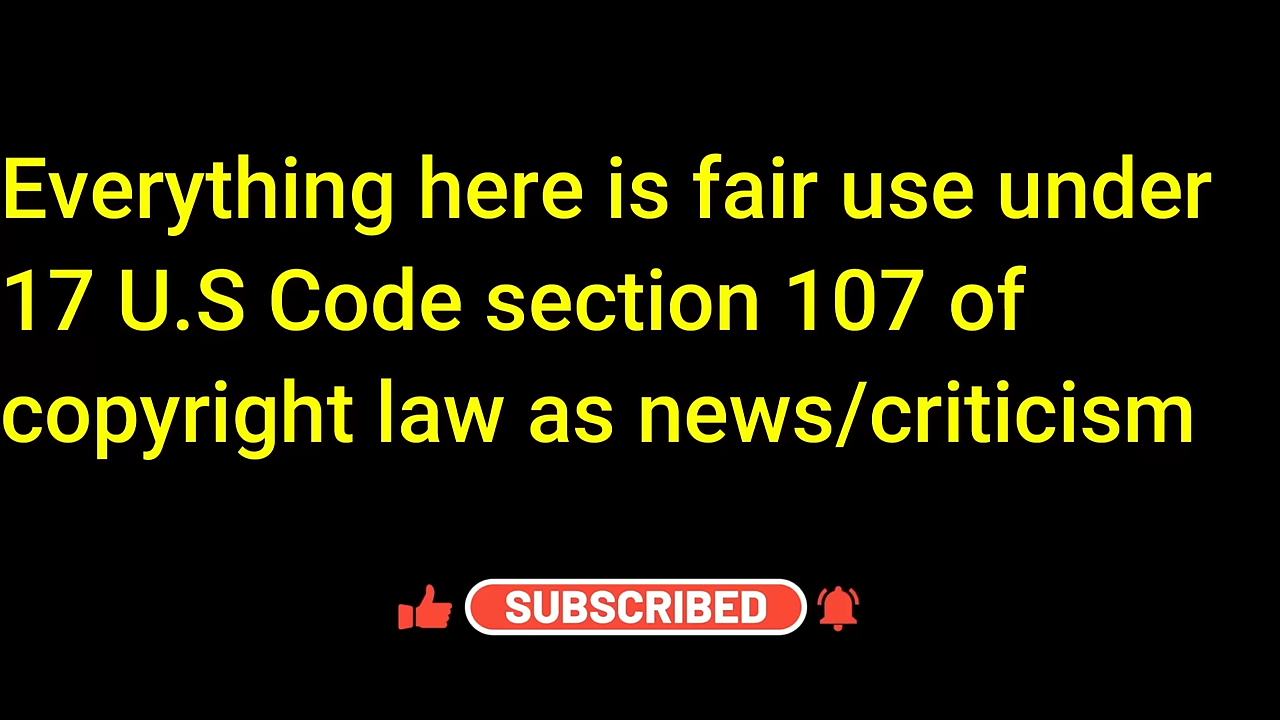 Everything here is fair use under
17 U.S Code section 107 of
copyright law as news/criticism
SUBSCRIBED